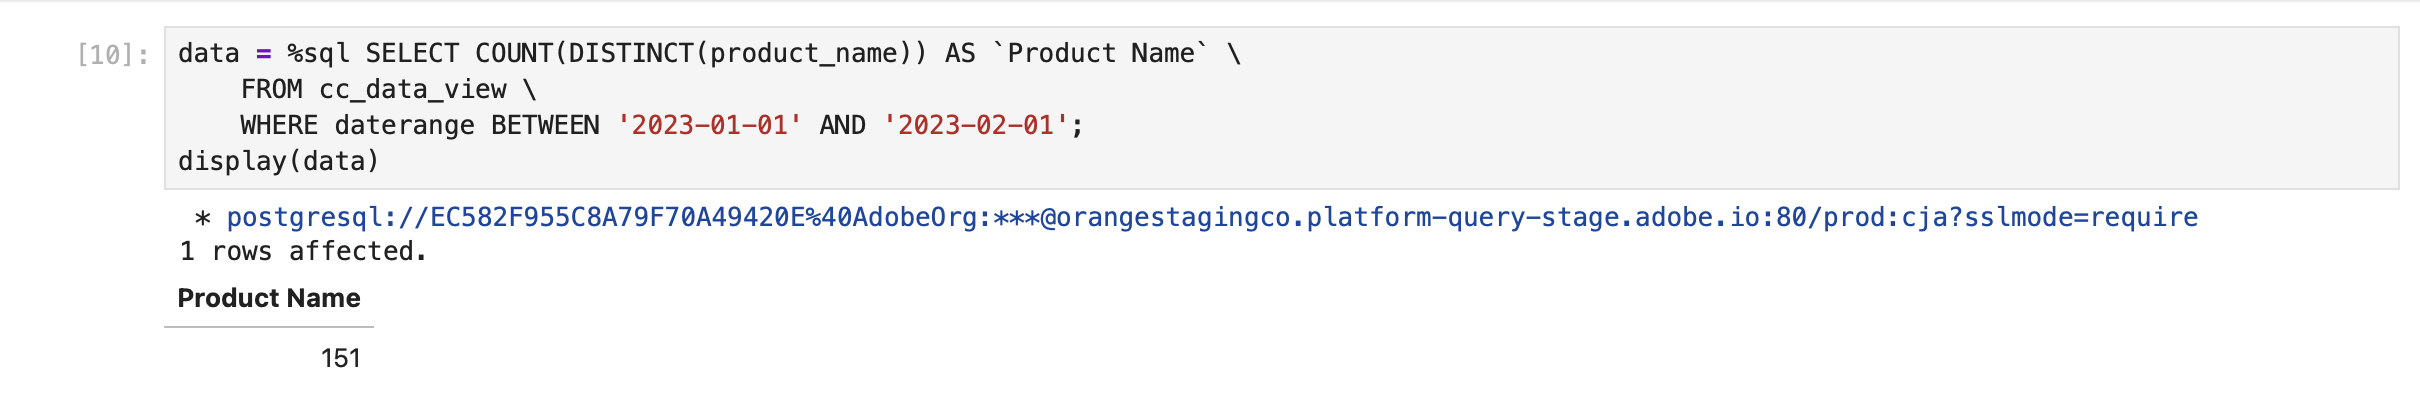 [10]: data = %sql SELECT COUNT(DISTINCT(product_name)) AS `Product Name` \
FROM cc_data_view \
WHERE daterange BETWEEN '2023-01-01' AND '2023-02-01';
display(data)
* postgresql://EC582F955C8A79F70A49420E%40AdobeOrg:***@orangestagingco.platform-query-stage.adobe.io:80/prod:cja?sslmode=require
1 rows affected.
Product Name
151